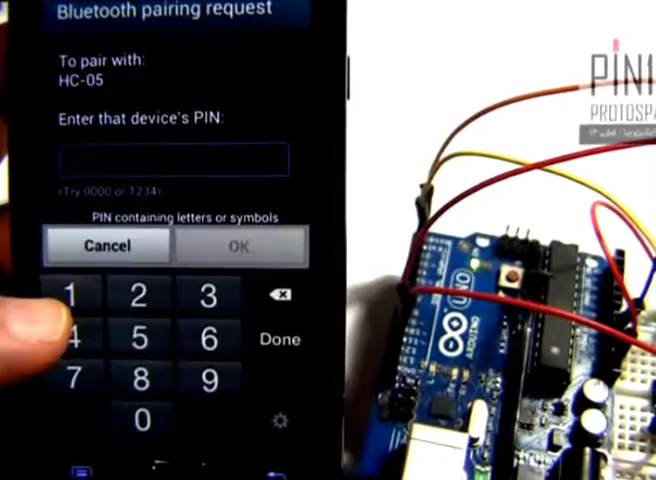 Bluetooth pairing request
To pair with:
HC-05
Enter that device's PIN:
(Try 0000 or 1234)
PIN containing letters or symbols
Cancel
OK
1
2
3
4
5
6
Done
7
8
9
0
UNO
ARDUINO
PROTOSPA